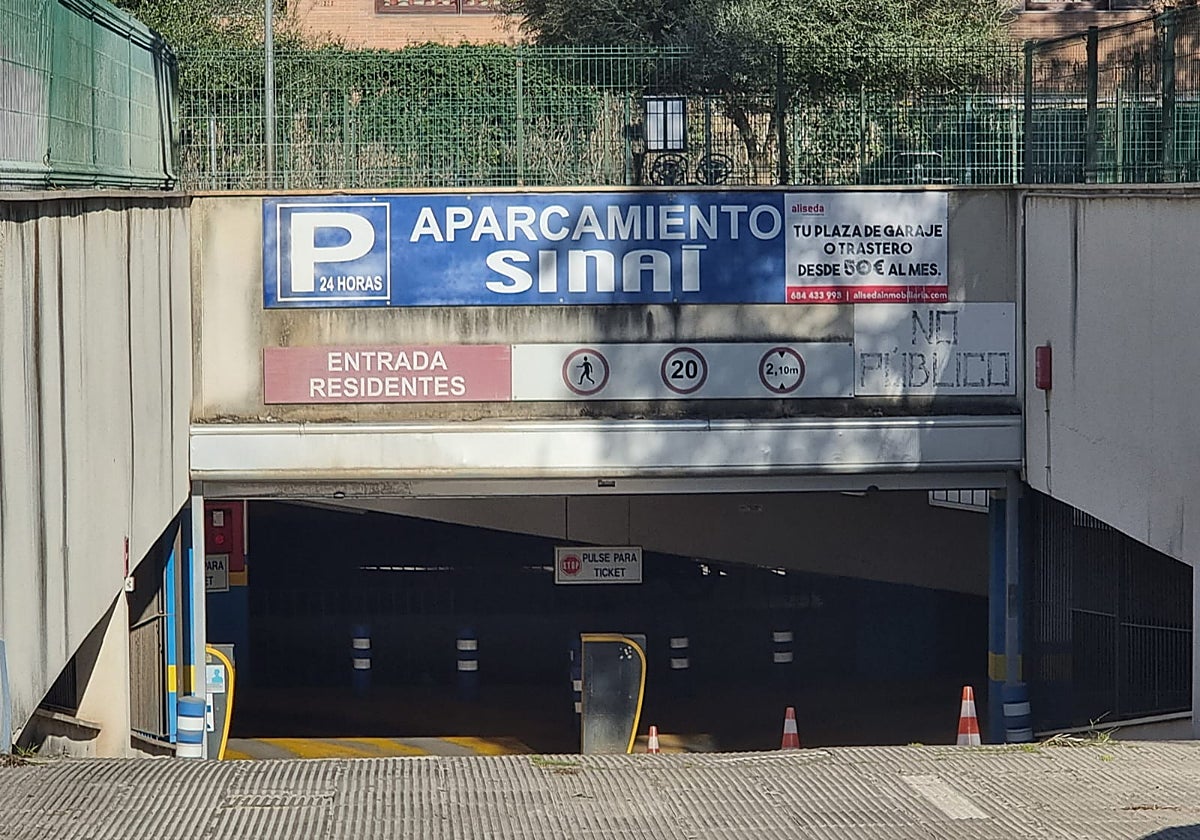 P
24 HORAS
APARCAMIENTO
SINAÍ
aliseda
TU PLAZA DE GARAJE
O TRASTERO
DESDE 50€ AL MES.
684 433 993 | alisedainmobiliaria.com
NO
PÚBLICO
ENTRADA
RESIDENTES
20
2,10m
STOP
PULSE PARA
TICKET
PARA
ET